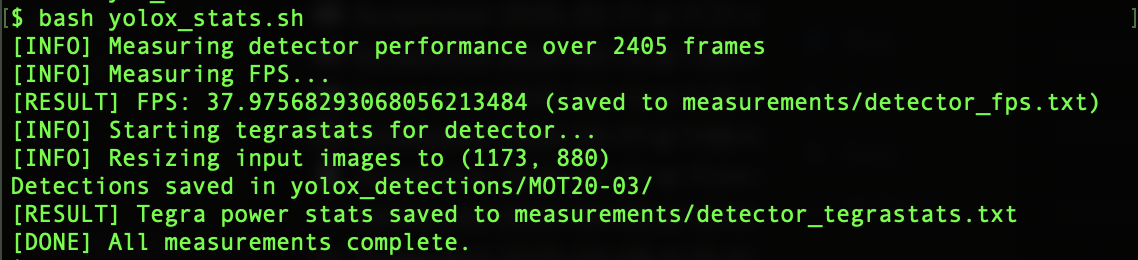 $ bash yolox_stats.sh
[INFO] Measuring detector performance over 2405 frames
[INFO] Measuring FPS...
[RESULT] FPS: 37.97568293068056213484 (saved to measurements/detector_fps.txt)
[INFO] Starting tegrastats for detector...
[INFO] Resizing input images to (1173, 880)
Detections saved in yolox_detections/MOT20-03/
[RESULT] Tegra power stats saved to measurements/detector_tegrastats.txt
[DONE] All measurements complete.